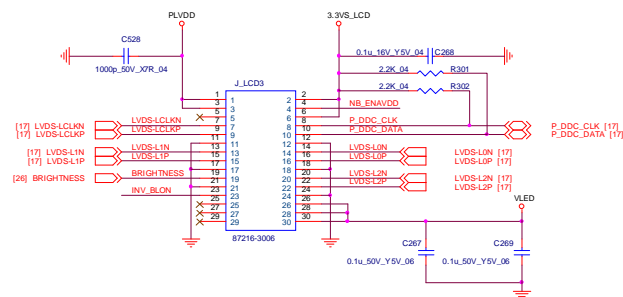 PLVDD
3.3VS_LCD
C528
1000p_50V_X7R_04
0.1u_16V_Y5V_04
C268
2.2K_04
R301
2.2K_04
R302
J_LCD3
1 2
3 4
5 6
7 8
9 10
11 12
13 14
15 16
17 18
19 20
21 22
23 24
25 26
27 28
29 30
87216-3006
NB_ENAVDD
[17] LVDS-LCLKN
LVDS-LCLKN
P_DDC_CLK
P_DDC_CLK [17]
[17] LVDS-LCLKP
LVDS-LCLKP
P_DDC_DATA
P_DDC_DATA [17]
[17] LVDS-L1N
LVDS-L1N
LVDS-L0N
LVDS-L0N [17]
[17] LVDS-L1P
LVDS-L1P
LVDS-L0P
LVDS-L0P [17]
[26] BRIGHTNESS
BRIGHTNESS
LVDS-L2N
LVDS-L2N [17]
LVDS-L2P
LVDS-L2P [17]
INV_BLON
VLED
C267
0.1u_50V_Y5V_06
C269
0.1u_50V_Y5V_06